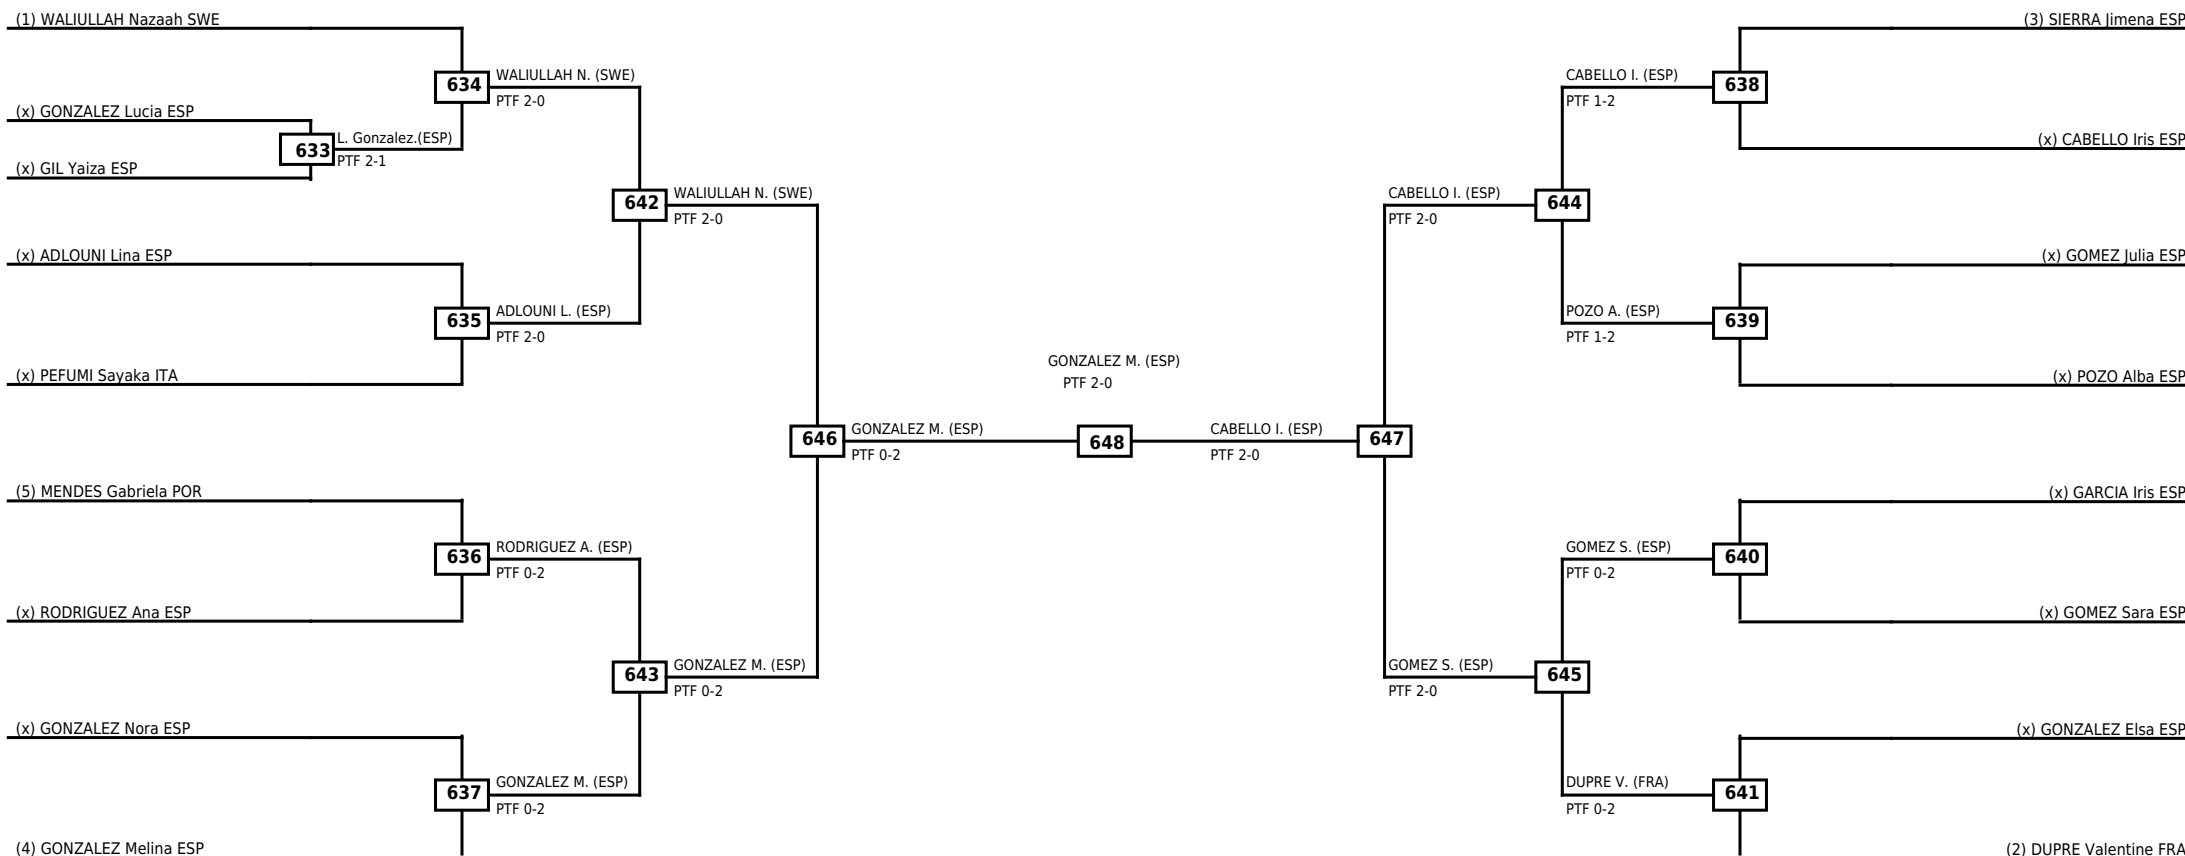 (1) WALIULLAH Nazaah SWE
(3) SIERRA Jimena ESP
634
WALIULLAH N. (SWE)
PTF 2-0
CABELLO I. (ESP)
PTF 1-2
638
(x) GONZALEZ Lucia ESP
633
L. Gonzalez.(ESP)
PTF 2-1
(x) CABELLO Iris ESP
(x) GIL Yaiza ESP
642
WALIULLAH N. (SWE)
PTF 2-0
CABELLO I. (ESP)
PTF 2-0
644
(x) ADLOUNI Lina ESP
(x) GOMEZ Julia ESP
635
ADLOUNI L. (ESP)
PTF 2-0
POZO A. (ESP)
PTF 1-2
639
(x) PEFUMI Sayaka ITA
(x) POZO Alba ESP
GONZALEZ M. (ESP)
PTF 2-0
646
GONZALEZ M. (ESP)
PTF 0-2
648
CABELLO I. (ESP)
PTF 2-0
647
(5) MENDES Gabriela POR
(x) GARCIA Iris ESP
636
RODRIGUEZ A. (ESP)
PTF 0-2
GOMEZ S. (ESP)
PTF 0-2
640
(x) RODRIGUEZ Ana ESP
(x) GOMEZ Sara ESP
643
GONZALEZ M. (ESP)
PTF 0-2
GOMEZ S. (ESP)
PTF 2-0
645
(x) GONZALEZ Nora ESP
(x) GONZALEZ Elsa ESP
637
GONZALEZ M. (ESP)
PTF 0-2
DUPRE V. (FRA)
PTF 0-2
641
(4) GONZALEZ Melina ESP
(2) DUPRE Valentine FRA